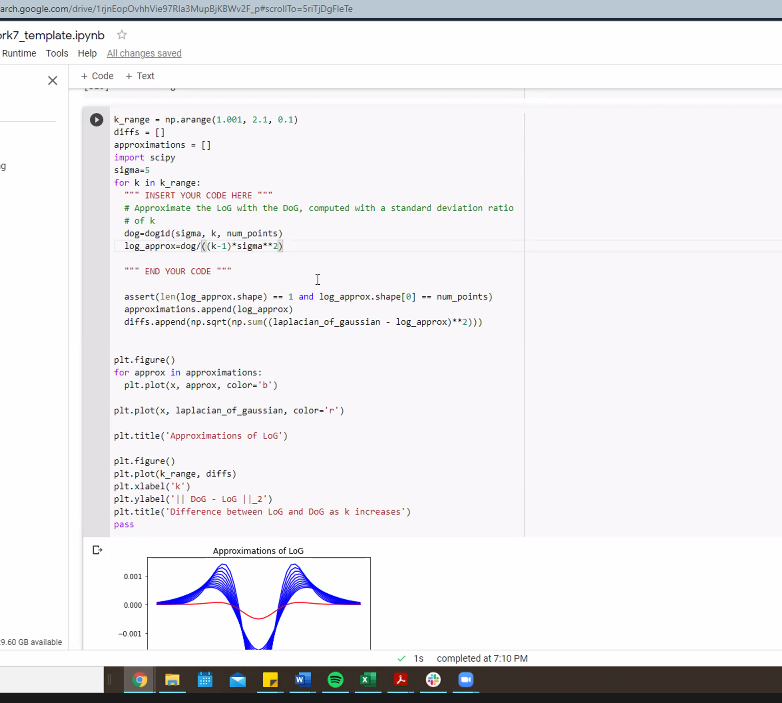 arch.google.com/drive/1rjnEopOvhhVie97Rla3MupBjKBWv2F_p#scrollTo=5riTjDgFIeTe
rk7_template.ipynb
Runtime Tools Help All changes saved
+ Code + Text
k_range = np.arange(1.001, 2.1, 0.1)
diffs = []
approximations = []
import scipy
sigma=5
for k in k_range:
""" INSERT YOUR CODE HERE """
# Approximate the LoG with the DoG, computed with a standard deviation ratio
# of k
dog=dog1d(sigma, k, num_points)
log_approx=dog/((k-1)*sigma**2)
""" END YOUR CODE """
assert(len(log_approx.shape) == 1 and log_approx.shape[0] == num_points)
approximations.append(log_approx)
diffs.append(np.sqrt(np.sum((laplacian_of_gaussian - log_approx)**2)))
plt.figure()
for approx in approximations:
plt.plot(x, approx, color='b')
plt.plot(x, laplacian_of_gaussian, color='r')
plt.title('Approximations of LoG')
plt.figure()
plt.plot(k_range, diffs)
plt.xlabel('k')
plt.ylabel('|| DoG - LoG ||_2')
plt.title('Difference between LoG and DoG as k increases')
pass
Approximations of LoG
0.001
0.000
−0.001
9.60 GB available
1s completed at 7:10 PM